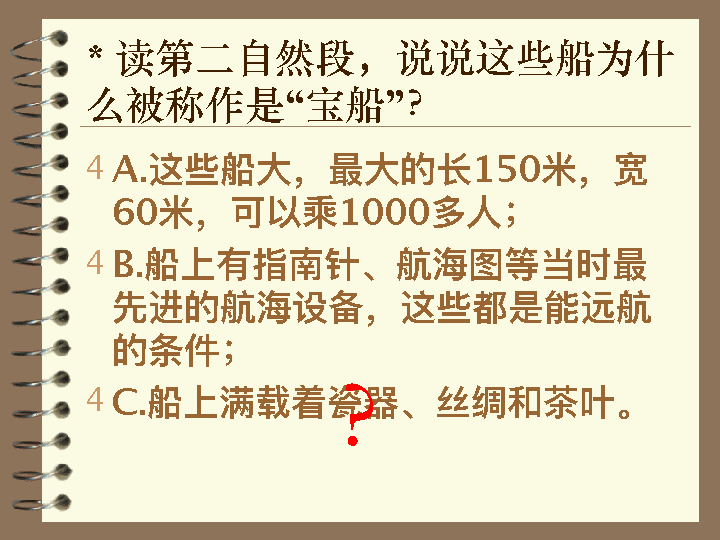 * 读第二自然段，说说这些船为什
么被称作是“宝船”？
4 A.这些船大，最大的长150米，宽
60米，可以乘1000多人；
4 B.船上有指南针、航海图等当时最
先进的航海设备，这些都是能远航
的条件；
4 C.船上满载着瓷器、丝绸和茶叶。
?